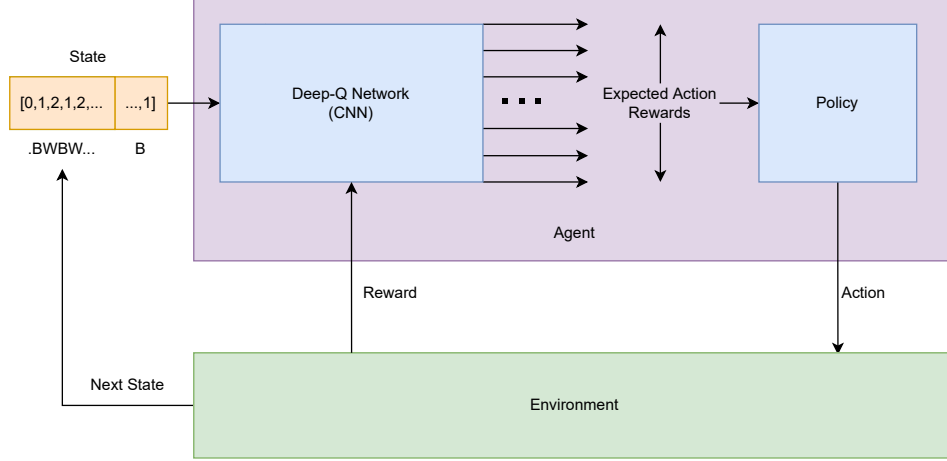 State
[0,1,2,1,2,... ...,1]
.BWBW... B
Deep-Q Network
(CNN)
Expected Action
Rewards
Policy
Agent
Reward
Action
Next State
Environment